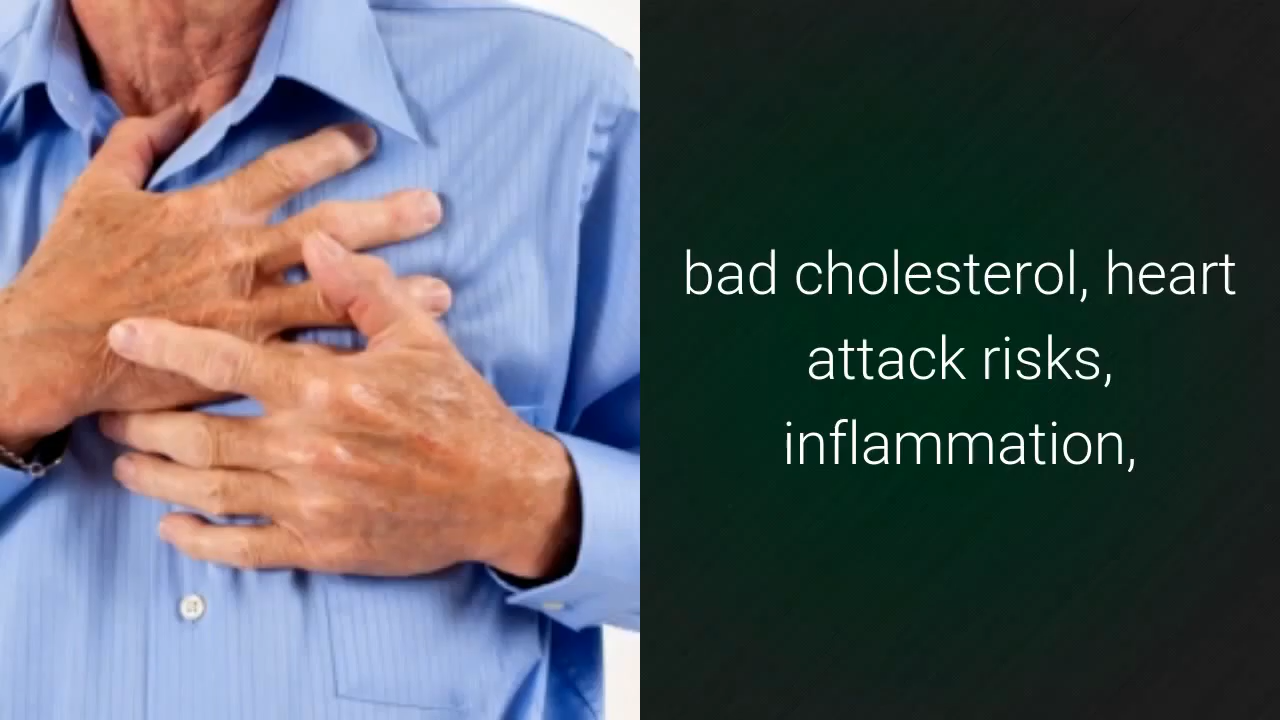 bad cholesterol, heart
attack risks,
inflammation,